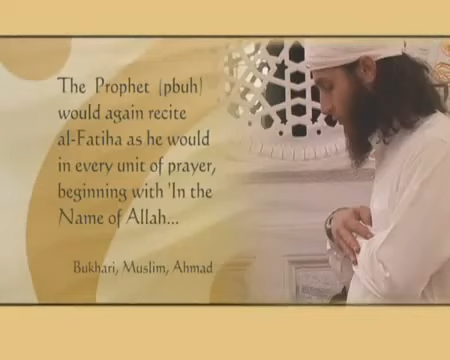 The Prophet (pbuh)
would again recite
al-Fatiha as he would
in every unit of prayer,
beginning with 'In the
Name of Allah...
Bukhari, Muslim, Ahmad